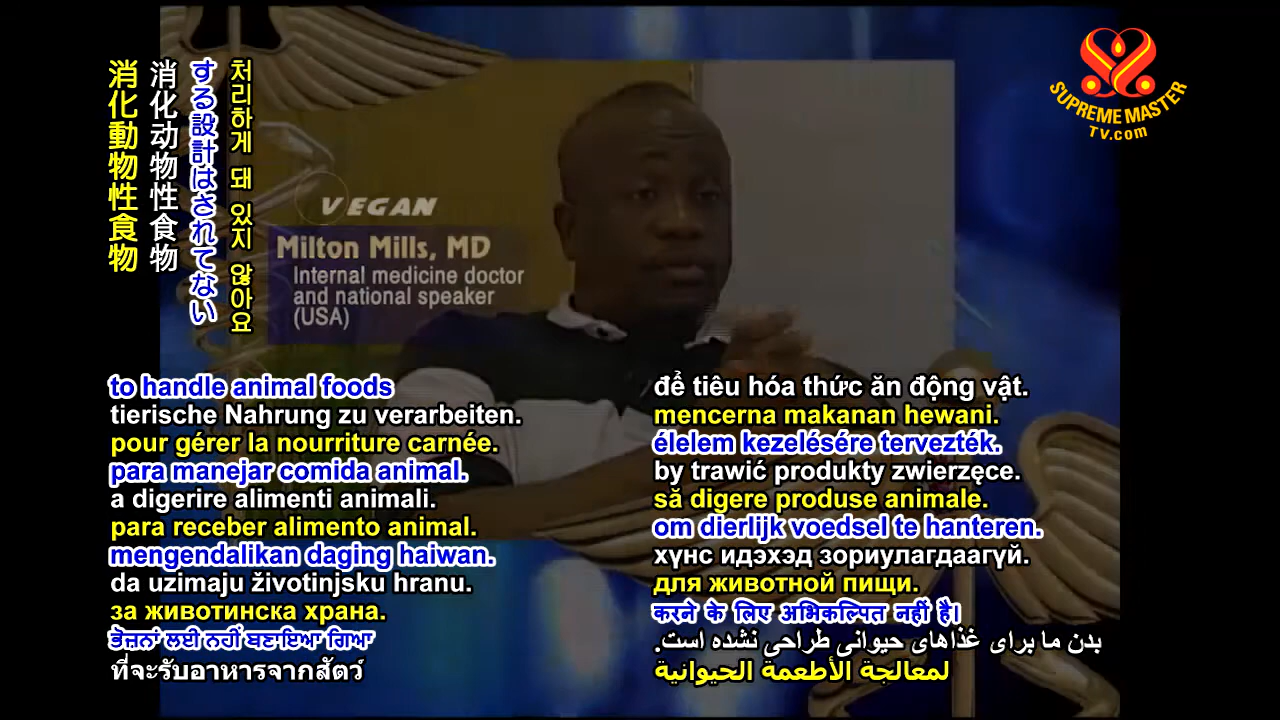 消化動物性食物
消化动物性食物
する設計はされてない
처리하게 돼 있지 않아요
SUPREME MASTER
TV.com
VEGAN
Milton Mills, MD
Internal medicine doctor
and national speaker
(USA)
to handle animal foods
tierische Nahrung zu verarbeiten.
pour gérer la nourriture carnée.
para manejar comida animal.
a digerire alimenti animali.
para receber alimento animal.
mengendalikan daging haiwan.
da uzimaju životinjsku hranu.
за животинска храна.
ਭੋਜ਼ਨਾਂ ਲਈ ਨਹੀਂ ਬਣਾਇਆ ਗਿਆ
ที่จะรับอาหารจากสัตว์
để tiêu hóa thức ăn động vật.
mencerna makanan hewani.
élelem kezelésére tervezték.
by trawić produkty zwierzęce.
să digere produse animale.
om dierlijk voedsel te hanteren.
хүнс идэхэд зориулагдаагүй.
для животной пищи.
करने के लिए अभिकल्पित नहीं है।
بدن ما برای غذاهای حیوانی طراحی نشده است.
لمعالجة الأطعمة الحيوانية